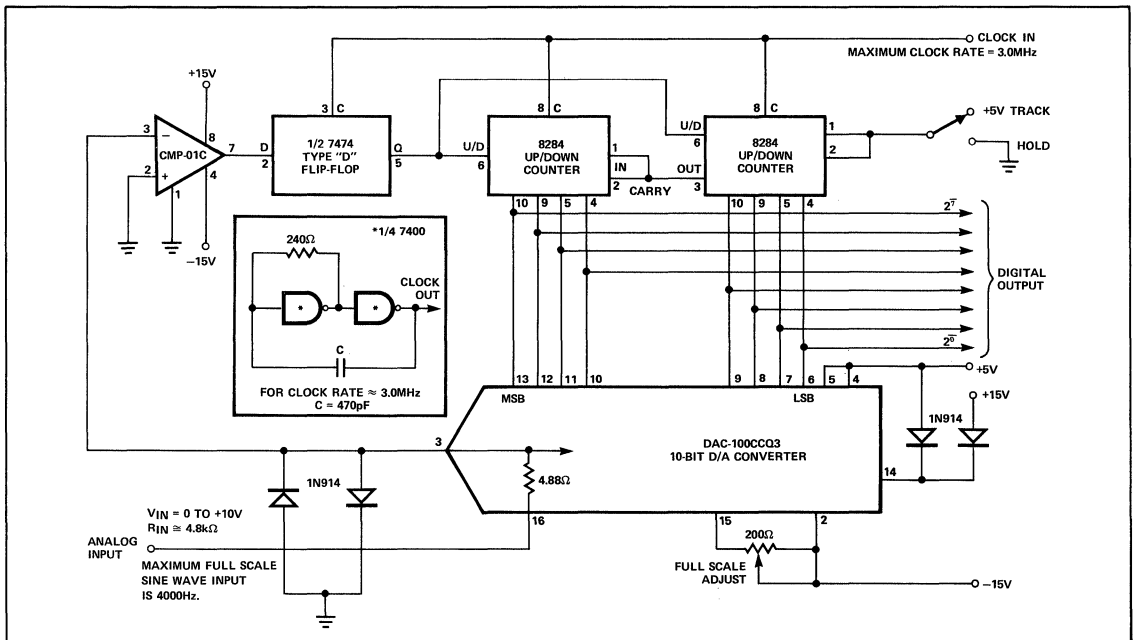 CLOCK IN
MAXIMUM CLOCK RATE = 3.0MHz
+15V
3 C
8 C
8 C
+5V TRACK
U/D
6
1
2
HOLD
3
–
CMP-01C
8
7
D
2
1/2 7474
TYPE "D"
FLIP-FLOP
Q
5
U/D
6
8284
UP/DOWN
COUNTER
1
IN
2
CARRY
OUT
3
8284
UP/DOWN
COUNTER
2
+
4
1
10 9 5 4
10 9 5 4
–15V
2^7
*1/4 7400
240Ω
CLOCK
OUT
*
*
C
FOR CLOCK RATE ≈ 3.0MHz
C = 470pF
DIGITAL
OUTPUT
2^0
+5V
13 12 11 10
9 8 7 6 5 4
MSB
LSB
+15V
1N914
DAC-100CCQ3
10-BIT D/A CONVERTER
3
4.88Ω
14
1N914
16
15
2
VIN = 0 TO +10V
RIN ≅ 4.8kΩ
ANALOG
INPUT
MAXIMUM FULL SCALE
SINE WAVE INPUT
IS 4000Hz.
200Ω
FULL SCALE
ADJUST
–15V